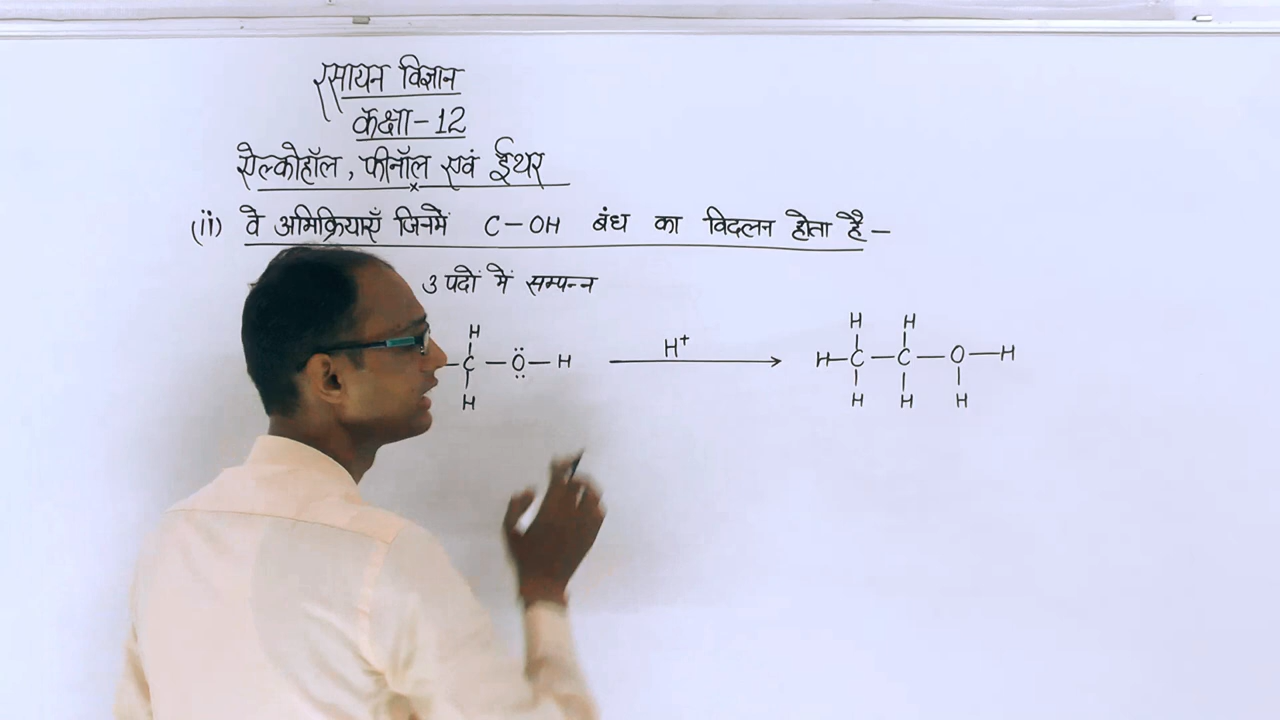 रसायन विज्ञान
कक्षा-12
ऐल्कोहॉल, फीनॉल एवं ईथर
(ii) वे अभिक्रियाएँ जिनमें C-OH बंध का विदलन होता है -
3 पदों में सम्पन्न
H H H
-C-Ö-H H⁺ H-C-C-O-H
H H H H